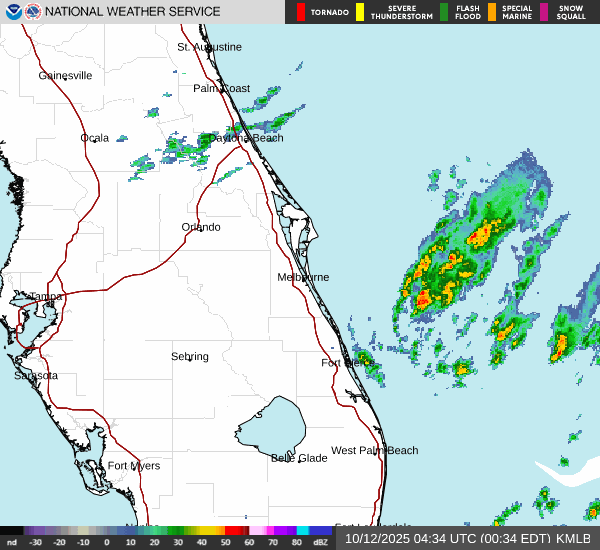 NATIONAL WEATHER SERVICE
TORNADO
SEVERE THUNDERSTORM
FLASH FLOOD
SPECIAL MARINE
SNOW SQUALL
St. Augustine
Gainesville
Palm Coast
Ocala
Daytona Beach
Orlando
Melbourne
Tampa
Sebring
Fort Pierce
Sarasota
West Palm Beach
Belle Glade
Fort Myers
nd -30 -20 -10 0 10 20 30 40 50 60 70 80 dBZ
10/12/2025 04:34 UTC (00:34 EDT) KMLB